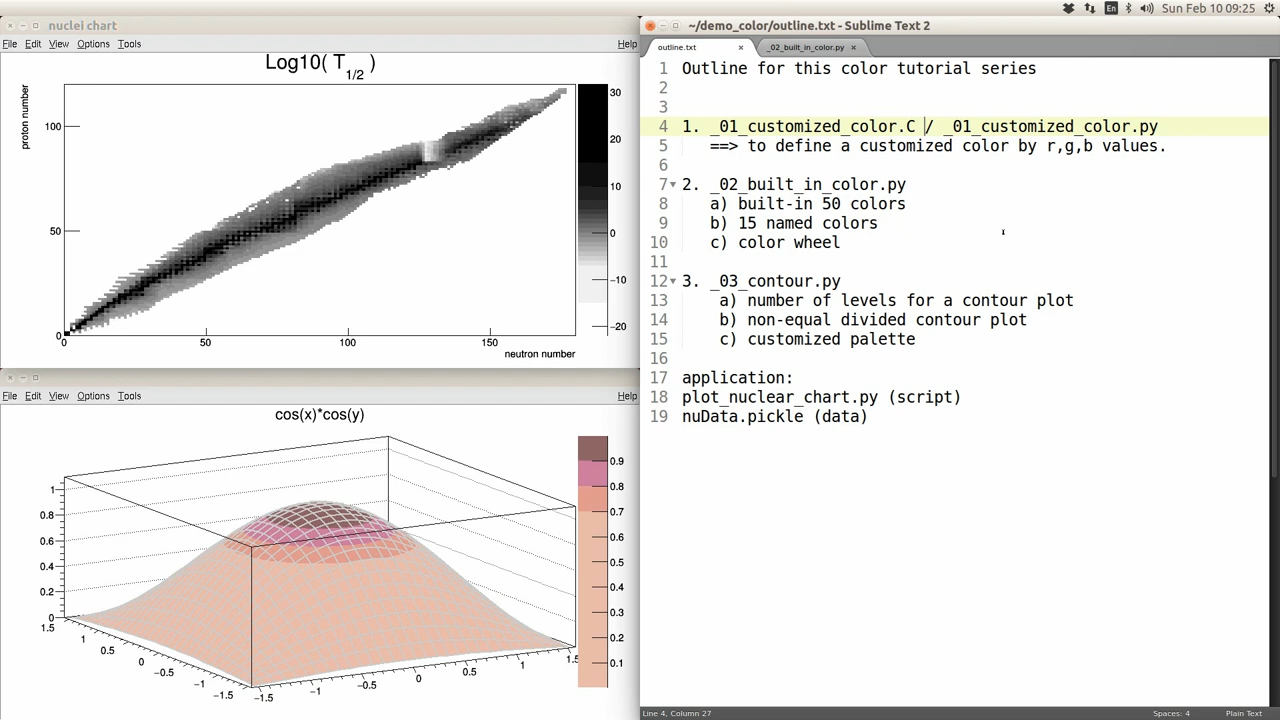 En Sun Feb 10 09:25
nuclei chart
File Edit View Options Tools Help
Log10( T1/2 )
proton number
100
50
0
0 50 100 150
neutron number
30
20
10
0
−10
−20
File Edit View Options Tools Help
cos(x)*cos(y)
1
0.8
0.6
0.4
0.2
0
1.5
1
0.5
0
−0.5
−1
−1.5
−1.5
−1
−0.5
0
0.5
1
1.5
0.9
0.8
0.7
0.6
0.5
0.4
0.3
0.2
0.1
~/demo_color/outline.txt - Sublime Text 2
outline.txt × _02_built_in_color.py ×
1 Outline for this color tutorial series
2
3
4 1. _01_customized_color.C / _01_customized_color.py
5 ==> to define a customized color by r,g,b values.
6
7 2. _02_built_in_color.py
8 a) built-in 50 colors
9 b) 15 named colors
10 c) color wheel
11
12 3. _03_contour.py
13 a) number of levels for a contour plot
14 b) non-equal divided contour plot
15 c) customized palette
16
17 application:
18 plot_nuclear_chart.py (script)
19 nuData.pickle (data)
Line 4, Column 27 Spaces: 4 Plain Text